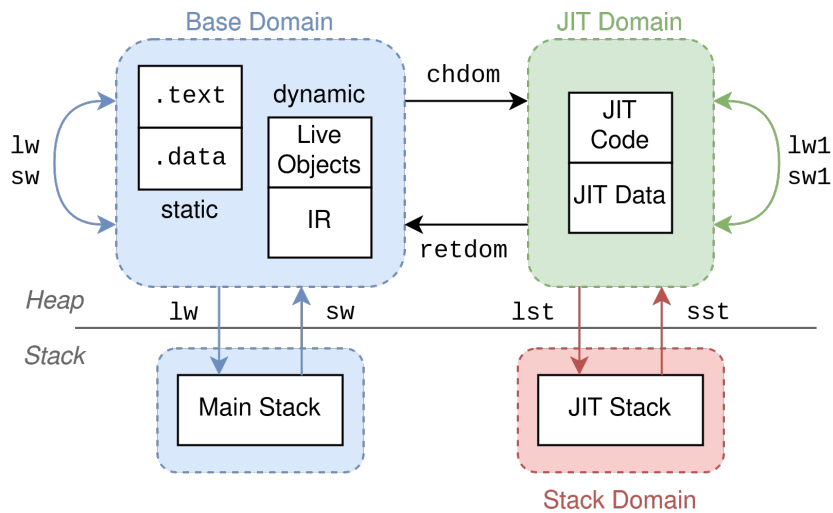 Base Domain
JIT Domain
.text
.data
static
dynamic
Live
Objects
IR
chdom
retdom
JIT
Code
JIT Data
lw
sw
lw1
sw1
Heap
lw
sw
lst
sst
Stack
Main Stack
JIT Stack
Stack Domain